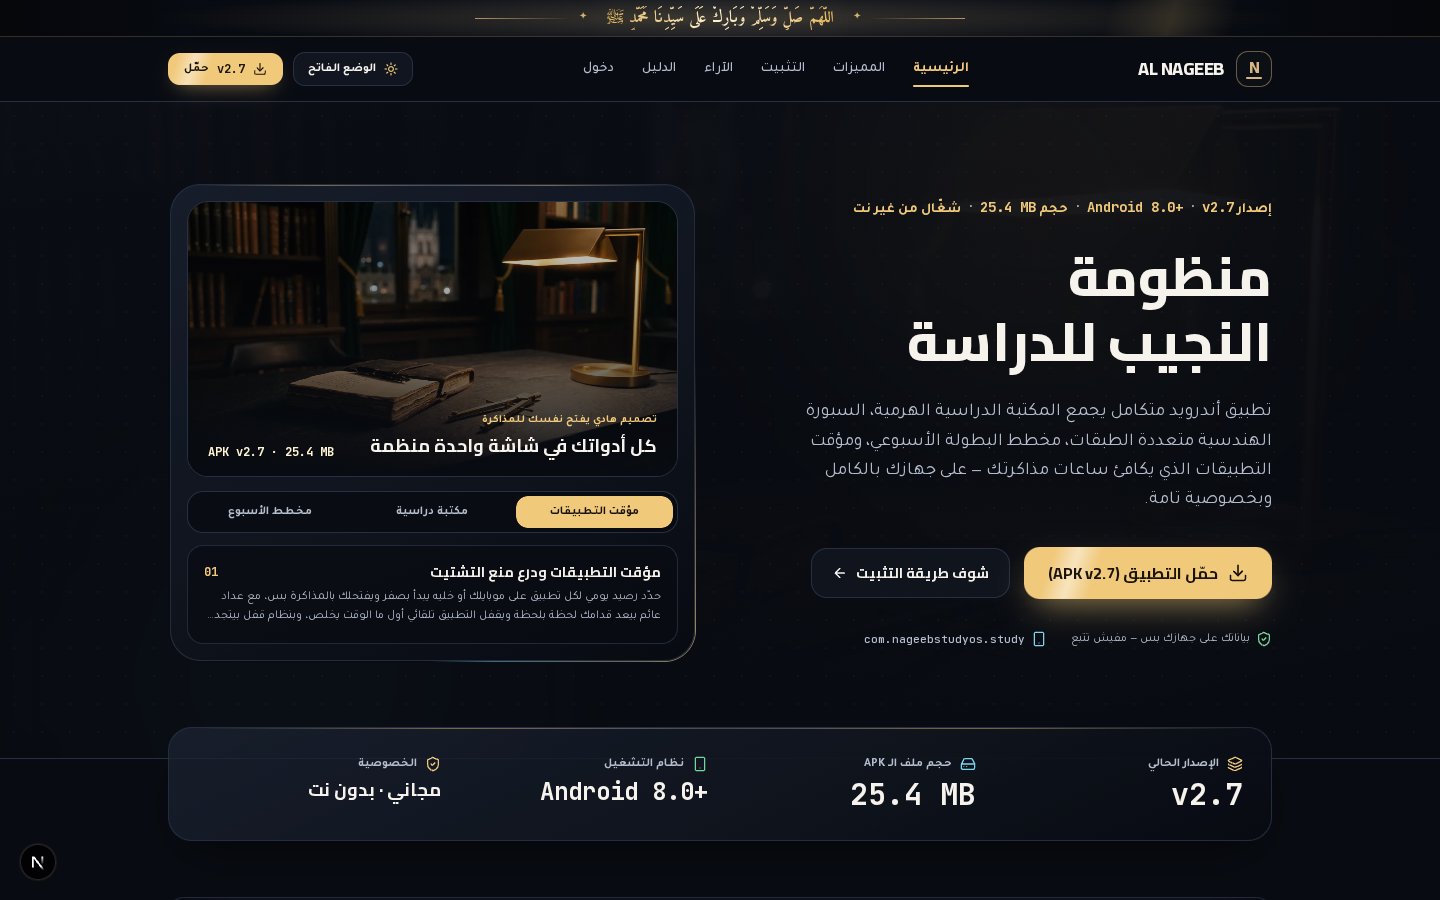 اللَّهُمَّ صَلِّ وَسَلِّمْ وَبَارِكْ عَلَى سَيِّدِنَا مُحَمَّدٍ ﷺ
N AL NAGEEB
الرئيسية المميزات التثبيت الآراء الدليل دخول
الوضع الفاتح
حمّل v2.7
إصدار v2.7 · Android 8.0+ · حجم 25.4 MB · شغّال من غير نت
منظومة
النجيب للدراسة
تطبيق أندرويد متكامل يجمع المكتبة الدراسية الهرمية، السبورة
الهندسية متعددة الطبقات، مخطط البطولة الأسبوعي، ومؤقت
التطبيقات الذي يكافئ ساعات مذاكرتك – على جهازك بالكامل
وبخصوصية تامة.
حمّل التطبيق (APK v2.7)
شوف طريقة التثبيت
بياناتك على جهازك بس – مفيش تتبع
com.nageebstudyos.study
تصميم هادي يفتح نفسك للمذاكرة
كل أدواتك في شاشة واحدة منظمة
APK v2.7 · 25.4 MB
مؤقت التطبيقات مكتبة دراسية مخطط الأسبوع
مؤقت التطبيقات ودرع منع التشتيت
01
حدّد رصيد يومي لكل تطبيق على موبايلك أو خليه يبدأ بصفر ويفتحلك بالمذاكرة بس، مع عداد
عائم بيعد قدامك لحظة بلحظة ويقفل التطبيق تلقائي أول ما الوقت يخلص، وبنظام قفل بيتحد...
الإصدار الحالي
v2.7
حجم ملف الـ APK
25.4 MB
نظام التشغيل
Android 8.0+
الخصوصية
مجاني · بدون نت
N